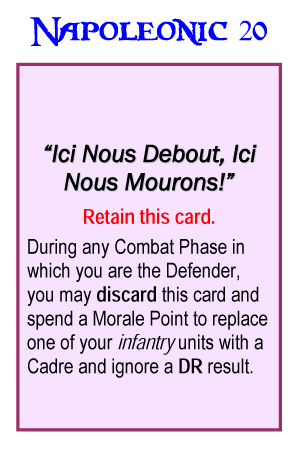 Napoleonic 20
“Ici Nous Debout, Ici
Nous Mourons!”
Retain this card.
During any Combat Phase in
which you are the Defender,
you may discard this card and
spend a Morale Point to replace
one of your infantry units with a
Cadre and ignore a DR result.